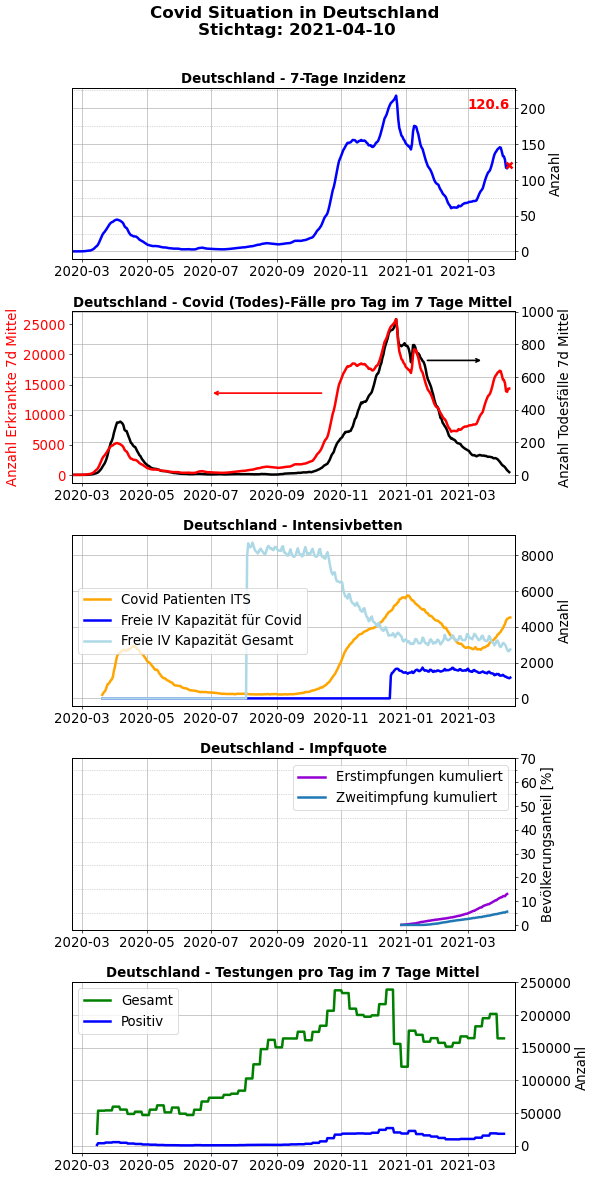 Covid Situation in Deutschland
Stichtag: 2021-04-10
Deutschland - 7-Tage Inzidenz
120.6
200
150
100
50
0
Anzahl
2020-03 2020-05 2020-07 2020-09 2020-11 2021-01 2021-03
Deutschland - Covid (Todes)-Fälle pro Tag im 7 Tage Mittel
Anzahl Erkrankte 7d Mittel
25000
20000
15000
10000
5000
0
1000
800
600
400
200
0
Anzahl Todesfälle 7d Mittel
2020-03 2020-05 2020-07 2020-09 2020-11 2021-01 2021-03
Deutschland - Intensivbetten
Covid Patienten ITS
Freie IV Kapazität für Covid
Freie IV Kapazität Gesamt
8000
6000
4000
2000
0
Anzahl
2020-03 2020-05 2020-07 2020-09 2020-11 2021-01 2021-03
Deutschland - Impfquote
Erstimpfungen kumuliert
Zweitimpfung kumuliert
70
60
50
40
30
20
10
0
Bevölkerungsanteil [%]
2020-03 2020-05 2020-07 2020-09 2020-11 2021-01 2021-03
Deutschland - Testungen pro Tag im 7 Tage Mittel
Gesamt
Positiv
250000
200000
150000
100000
50000
0
Anzahl
2020-03 2020-05 2020-07 2020-09 2020-11 2021-01 2021-03